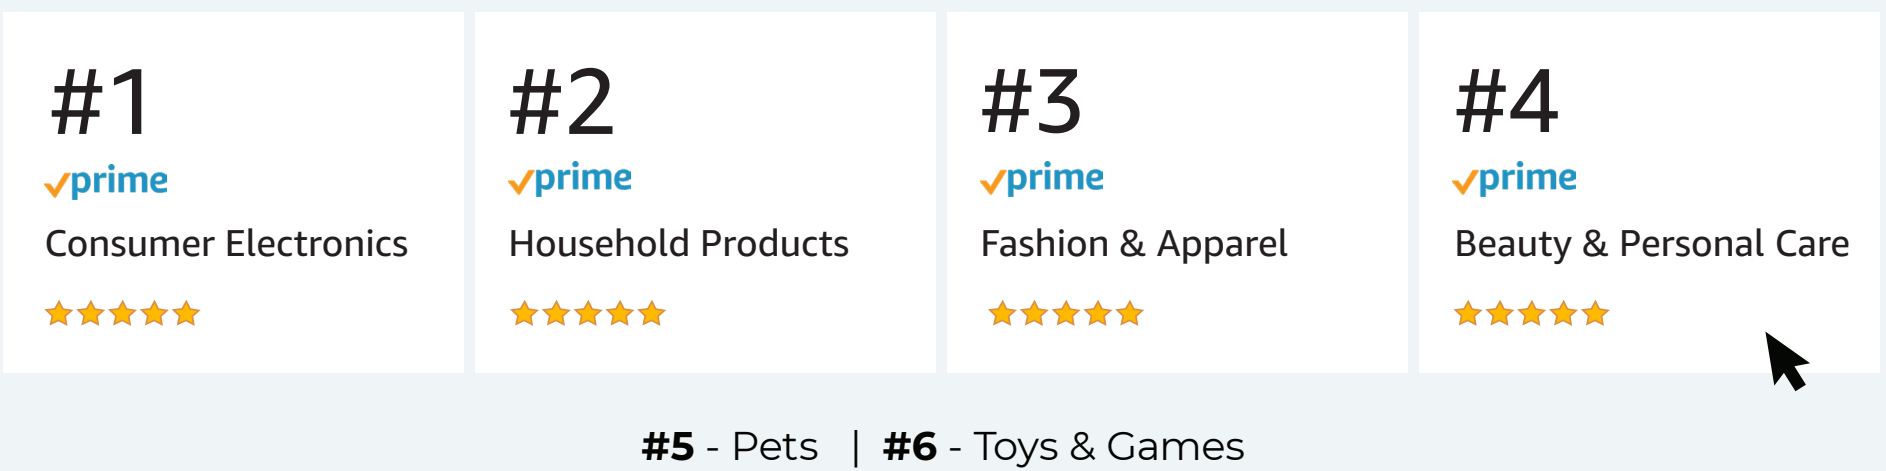 #1
prime
Consumer Electronics
#2
prime
Household Products
#3
prime
Fashion & Apparel
#4
prime
Beauty & Personal Care
#5 - Pets | #6 - Toys & Games